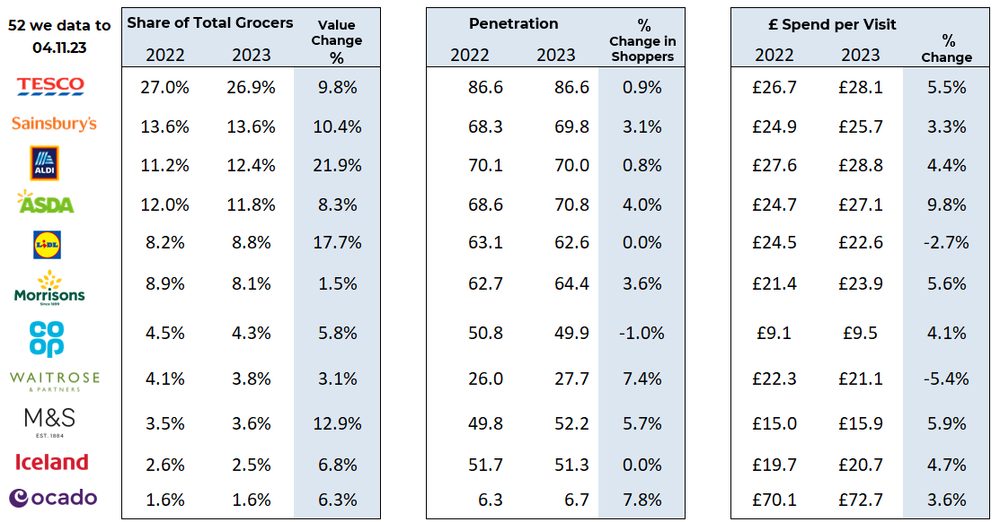 52 we data to
04.11.23
Share of Total Grocers Value Change %
2022 2023
Penetration % Change in Shoppers
2022 2023
£ Spend per Visit % Change
2022 2023
TESCO 27.0% 26.9% 9.8% 86.6 86.6 0.9% £26.7 £28.1 5.5%
Sainsbury's 13.6% 13.6% 10.4% 68.3 69.8 3.1% £24.9 £25.7 3.3%
ALDI 11.2% 12.4% 21.9% 70.1 70.0 0.8% £27.6 £28.8 4.4%
ASDA 12.0% 11.8% 8.3% 68.6 70.8 4.0% £24.7 £27.1 9.8%
LIDL 8.2% 8.8% 17.7% 63.1 62.6 0.0% £24.5 £22.6 -2.7%
Morrisons Since 1899 8.9% 8.1% 1.5% 62.7 64.4 3.6% £21.4 £23.9 5.6%
CO OP 4.5% 4.3% 5.8% 50.8 49.9 -1.0% £9.1 £9.5 4.1%
WAITROSE & PARTNERS 4.1% 3.8% 3.1% 26.0 27.7 7.4% £22.3 £21.1 -5.4%
M&S EST. 1884 3.5% 3.6% 12.9% 49.8 52.2 5.7% £15.0 £15.9 5.9%
Iceland 2.6% 2.5% 6.8% 51.7 51.3 0.0% £19.7 £20.7 4.7%
ocado 1.6% 1.6% 6.3% 6.3 6.7 7.8% £70.1 £72.7 3.6%